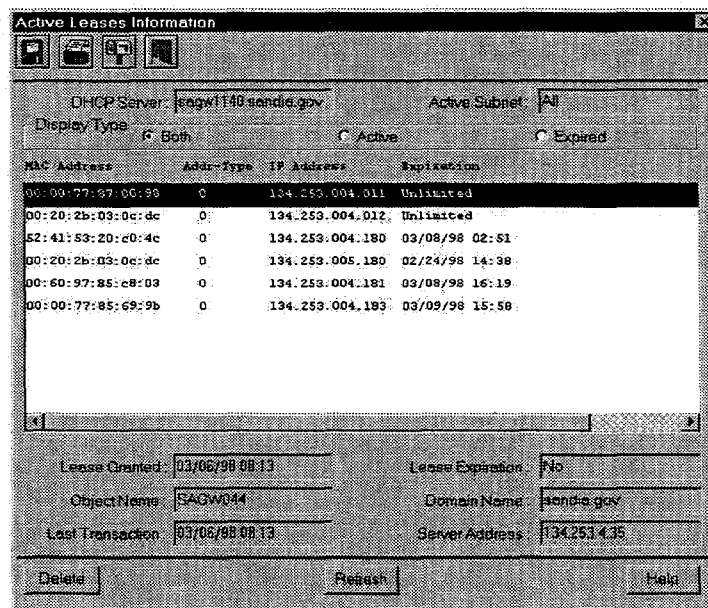 Active Leases Information
DHCP Server: sagw1140.sandia.gov Active Subnet: All
Display Type Both Active Expired
MAC Address Addr-Type IP Address Expiration
00:00:77:87:00:98 0 134.253.004.011 Unlimited
00:20:2b:03:0c:dc 0 134.253.004.012 Unlimited
52:41:53:20:c0:4c 0 134.253.004.180 03/08/98 02:51
00:20:2b:03:0c:dc 0 134.253.005.180 02/24/98 14:38
00:60:97:85:c8:03 0 134.253.004.181 03/08/98 16:19
00:00:77:85:69:9b 0 134.253.004.183 03/09/98 15:58
Lease Granted: 03/06/98 08:13 Lease Expiration: No
Object Name: SAGW044 Domain Name: sandia.gov
Last Transaction: 03/06/98 08:13 Server Address: 134.253.4.35
Delete Refresh Help